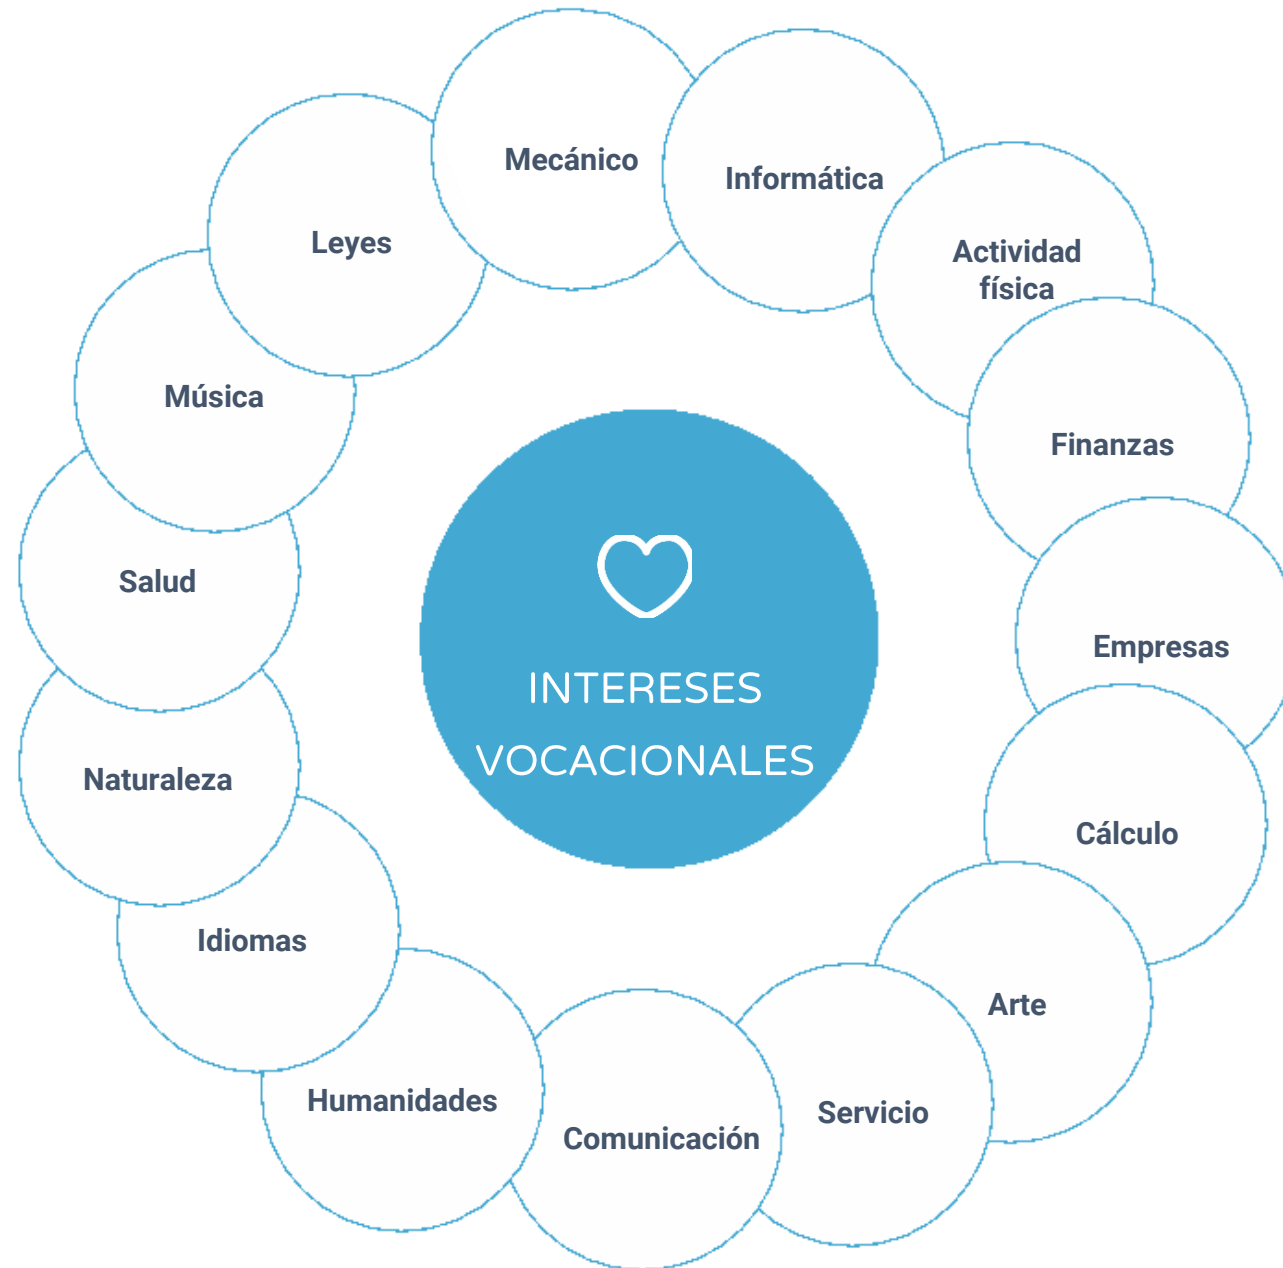 Mecánico
Informática
Actividad
física
Finanzas
Empresas
Cálculo
Arte
Servicio
Comunicación
Humanidades
Idiomas
Naturaleza
Salud
Música
Leyes
INTERESES
VOCACIONALES